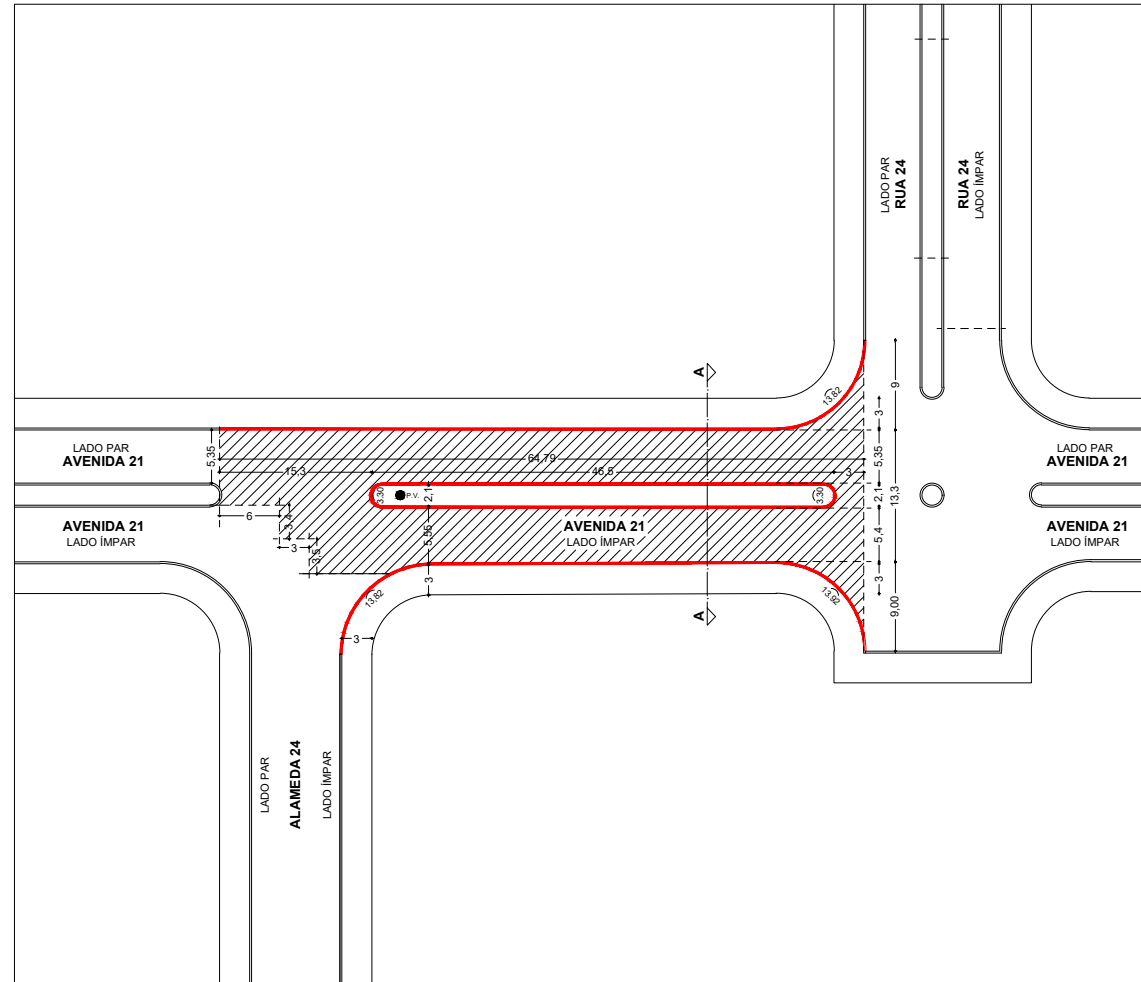 LADO PAR
RUA 24
RUA 24
LADO ÍMPAR
A
13,82
9
3
LADO PAR
AVENIDA 21
5,35
64,79
15,3
46,5
3
5,35
LADO PAR
AVENIDA 21
3.30
P.V.
2,1
3.30
2,1
13,3
AVENIDA 21
LADO ÍMPAR
6
3,4
5,55
AVENIDA 21
LADO ÍMPAR
5,4
AVENIDA 21
LADO ÍMPAR
3
3,5
3
3
13,82
13,92
9,00
A
3
LADO PAR
ALAMEDA 24
LADO ÍMPAR